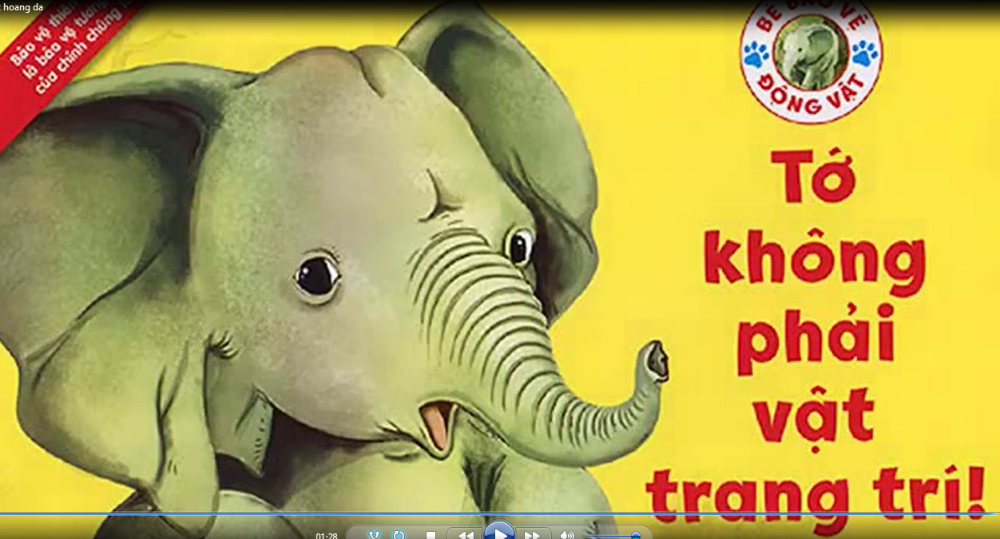 t hoang da
Bảo vệ thiên
là bảo vệ tương
của chính chúng
BÉ BẢO VỆ
ĐỘNG VẬT
Tớ
không
phải
vật
trang trí!
01:28